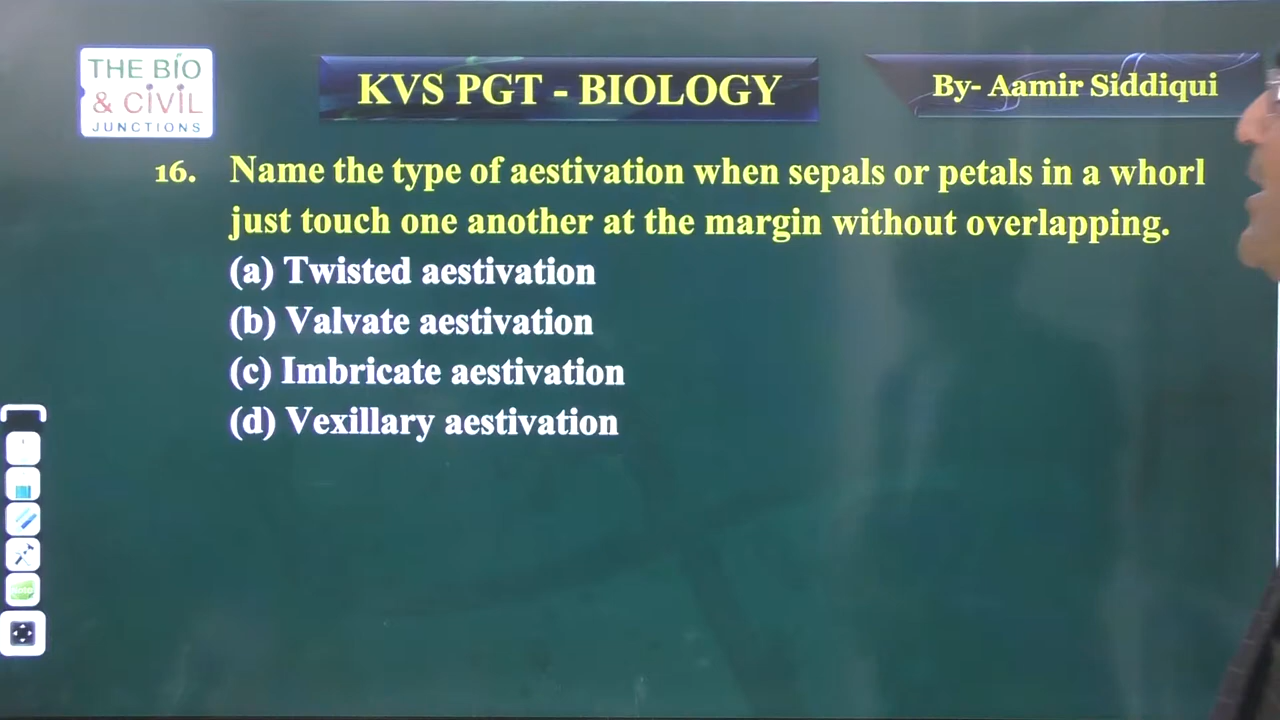 THE BIO
& CIVIL
JUNCTIONS
KVS PGT - BIOLOGY
By- Aamir Siddiqui
16. Name the type of aestivation when sepals or petals in a whorl
just touch one another at the margin without overlapping.
(a) Twisted aestivation
(b) Valvate aestivation
(c) Imbricate aestivation
(d) Vexillary aestivation